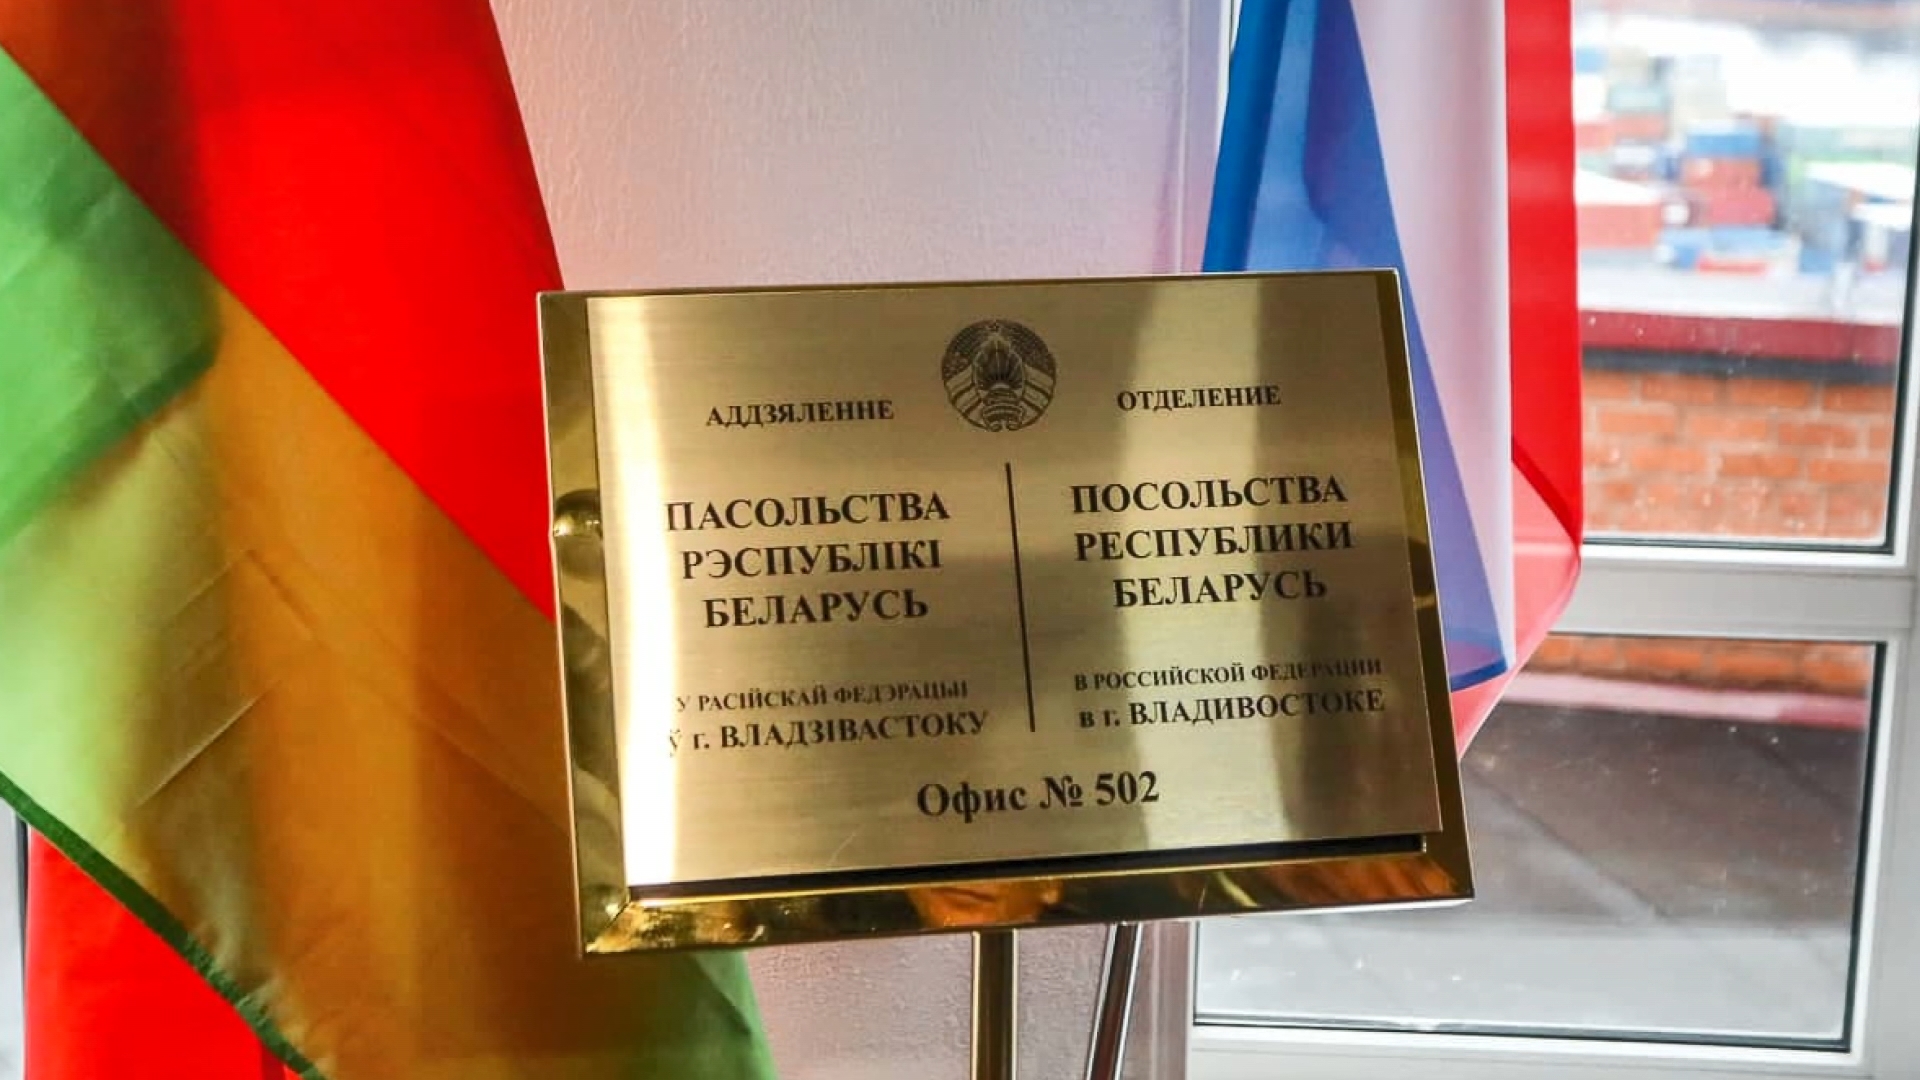 АДДЗЯЛЕННЕ
ПАСОЛЬСТВА
РЭСПУБЛІКІ
БЕЛАРУСЬ
У РАСІЙСКАЙ ФЕДЭРАЦЫІ
ў г. ВЛАДЗІВАСТОКУ
ОТДЕЛЕНИЕ
ПОСОЛЬСТВА
РЕСПУБЛИКИ
БЕЛАРУСЬ
В РОССИЙСКОЙ ФЕДЕРАЦИИ
в г. ВЛАДИВОСТОКЕ
Офис № 502